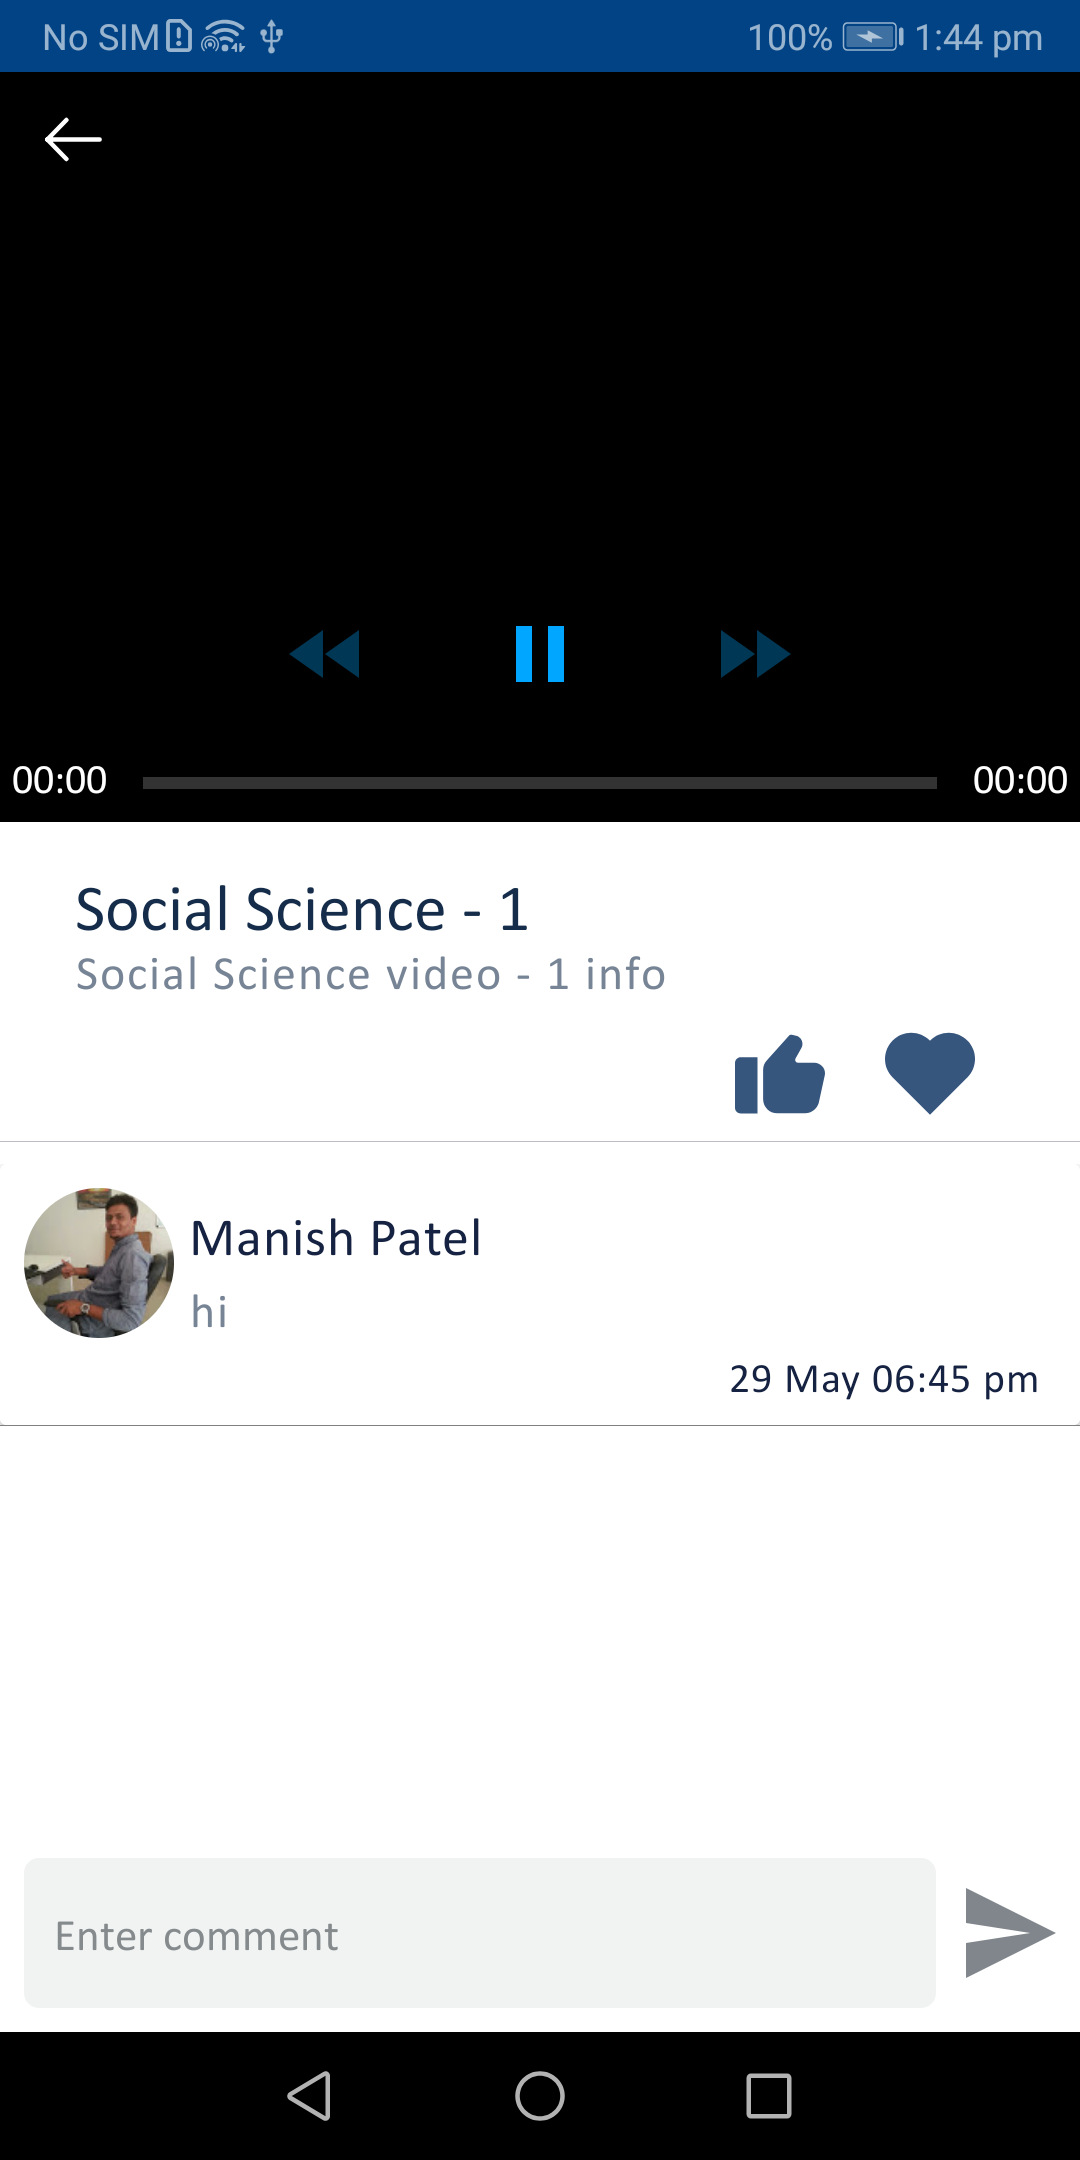 No SIM 100% 1:44 pm
00:00 00:00
Social Science - 1
Social Science video - 1 info
Manish Patel
hi
29 May 06:45 pm
Enter comment